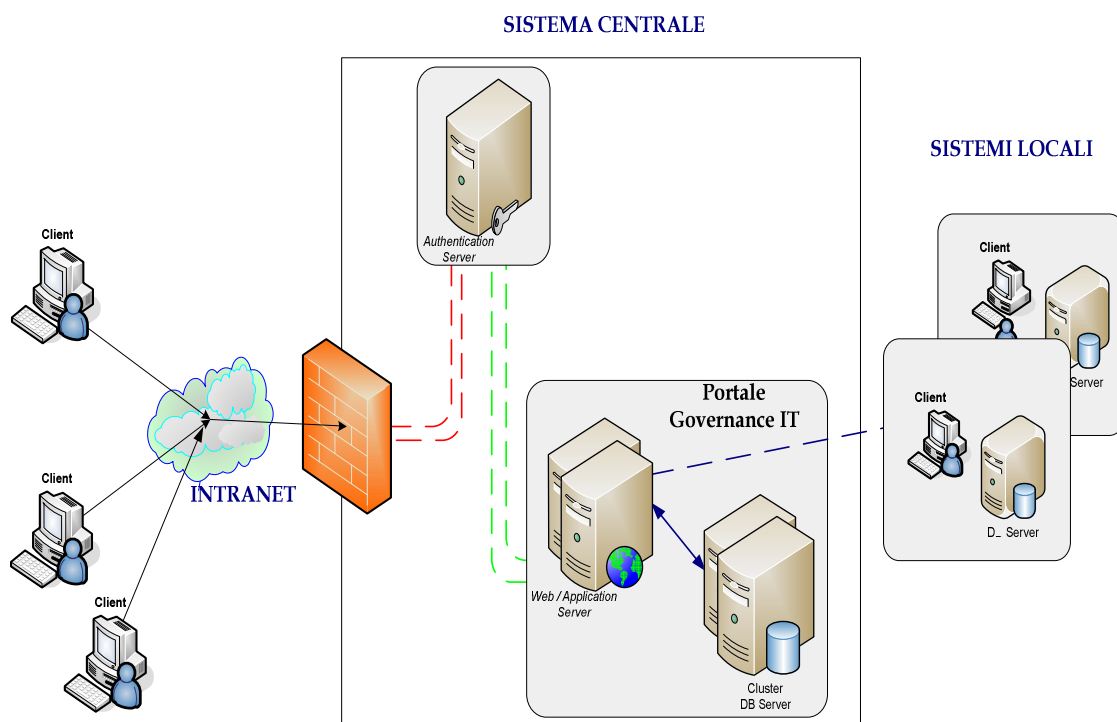 SISTEMA CENTRALE
Authentication
Server
SISTEMI LOCALI
Client
Server
Client
D_ Server
Client
INTRANET
Client
Client
Portale
Governance IT
Web / Application
Server
Cluster
DB Server